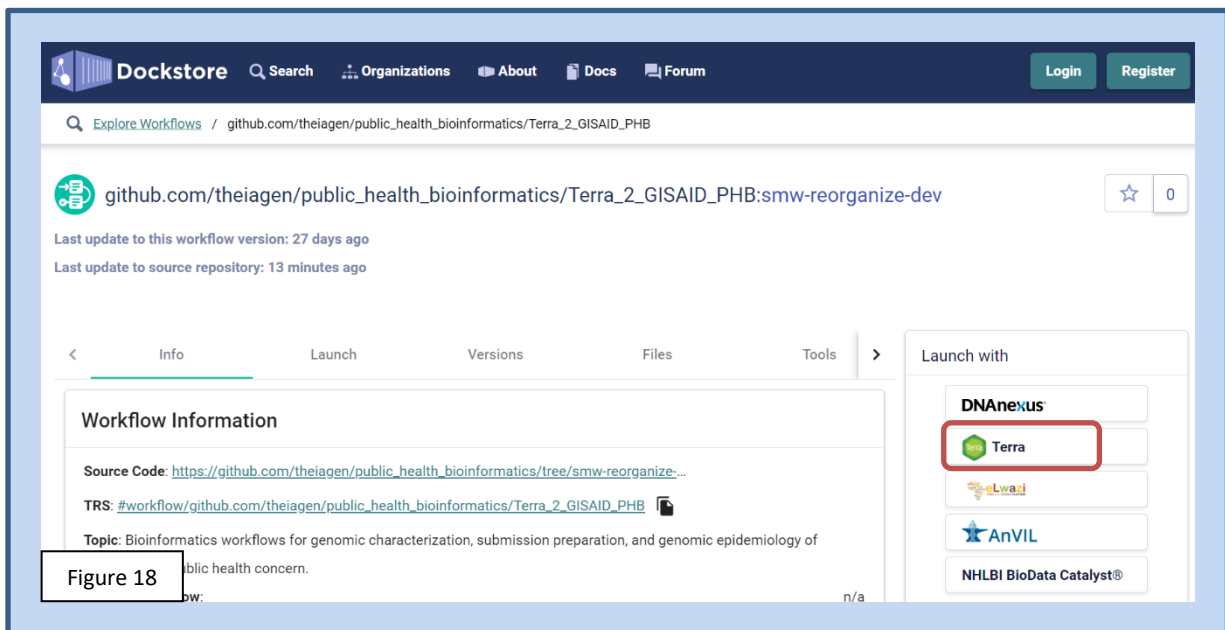 Dockstore Search Organizations About Docs Forum Login Register
Explore Workflows / github.com/theiagen/public_health_bioinformatics/Terra_2_GISAID_PHB
github.com/theiagen/public_health_bioinformatics/Terra_2_GISAID_PHB:smw-reorganize-dev 0
Last update to this workflow version: 27 days ago
Last update to source repository: 13 minutes ago
< Info Launch Versions Files Tools >
Launch with
Workflow Information
Source Code: https://github.com/theiagen/public_health_bioinformatics/tree/smw-reorganize-...
TRS: #workflow/github.com/theiagen/public_health_bioinformatics/Terra_2_GISAID_PHB
Topic: Bioinformatics workflows for genomic characterization, submission preparation, and genomic epidemiology of
health concern.
n/a
Figure 18
DNAnexus
Terra
eLwazi
AnVIL
NHLBI BioData Catalyst®